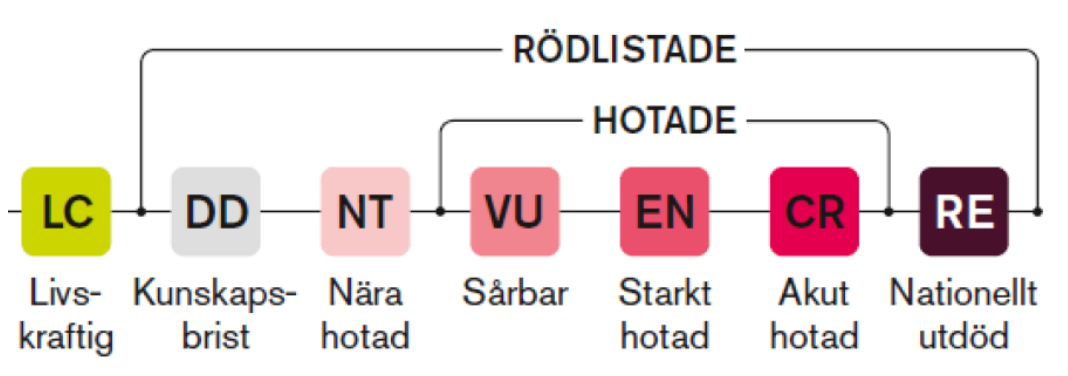 RÖDLISTADE
HOTADE
LC DD NT VU EN CR RE
Livs- Kunskaps- Nära Sårbar Starkt Akut Nationellt
kraftig brist hotad hotad hotad utdöd